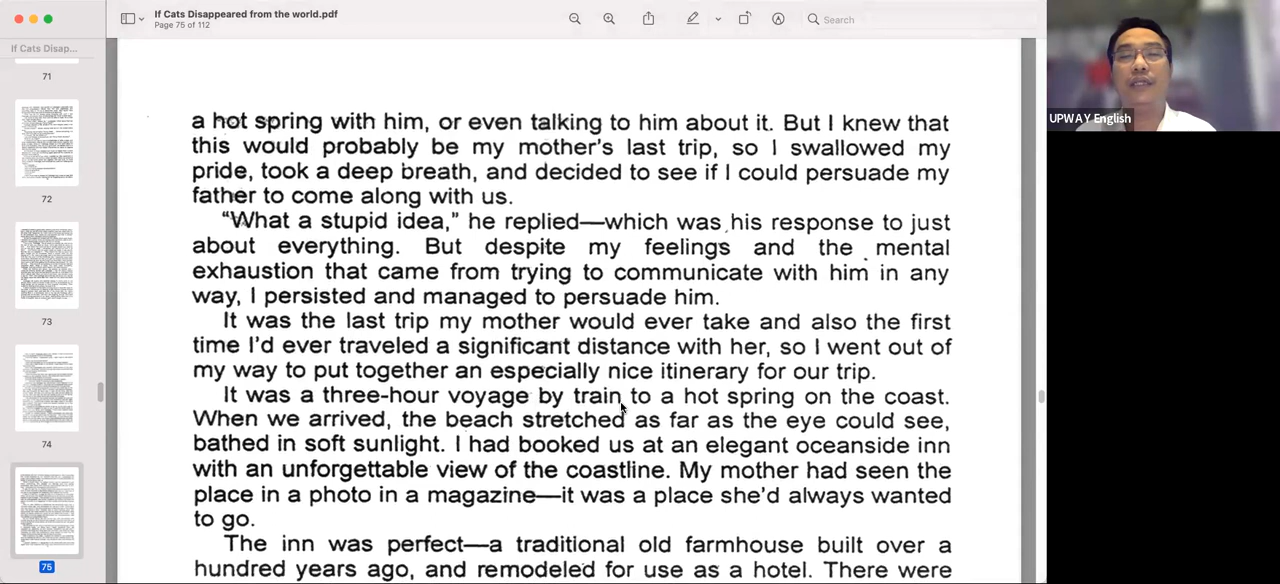 If Cats Disappeared from the world.pdf
Page 75 of 112
Search
If Cats Disap...
71
72
73
74
75
a hot spring with him, or even talking to him about it. But I knew that
this would probably be my mother's last trip, so I swallowed my
pride, took a deep breath, and decided to see if I could persuade my
father to come along with us.
"What a stupid idea," he replied—which was his response to just
about everything. But despite my feelings and the mental
exhaustion that came from trying to communicate with him in any
way, I persisted and managed to persuade him.
It was the last trip my mother would ever take and also the first
time I'd ever traveled a significant distance with her, so I went out of
my way to put together an especially nice itinerary for our trip.
It was a three-hour voyage by train to a hot spring on the coast.
When we arrived, the beach stretched as far as the eye could see,
bathed in soft sunlight. I had booked us at an elegant oceanside inn
with an unforgettable view of the coastline. My mother had seen the
place in a photo in a magazine—it was a place she'd always wanted
to go.
The inn was perfect—a traditional old farmhouse built over a
hundred years ago, and remodeled for use as a hotel. There were
UPWAY English